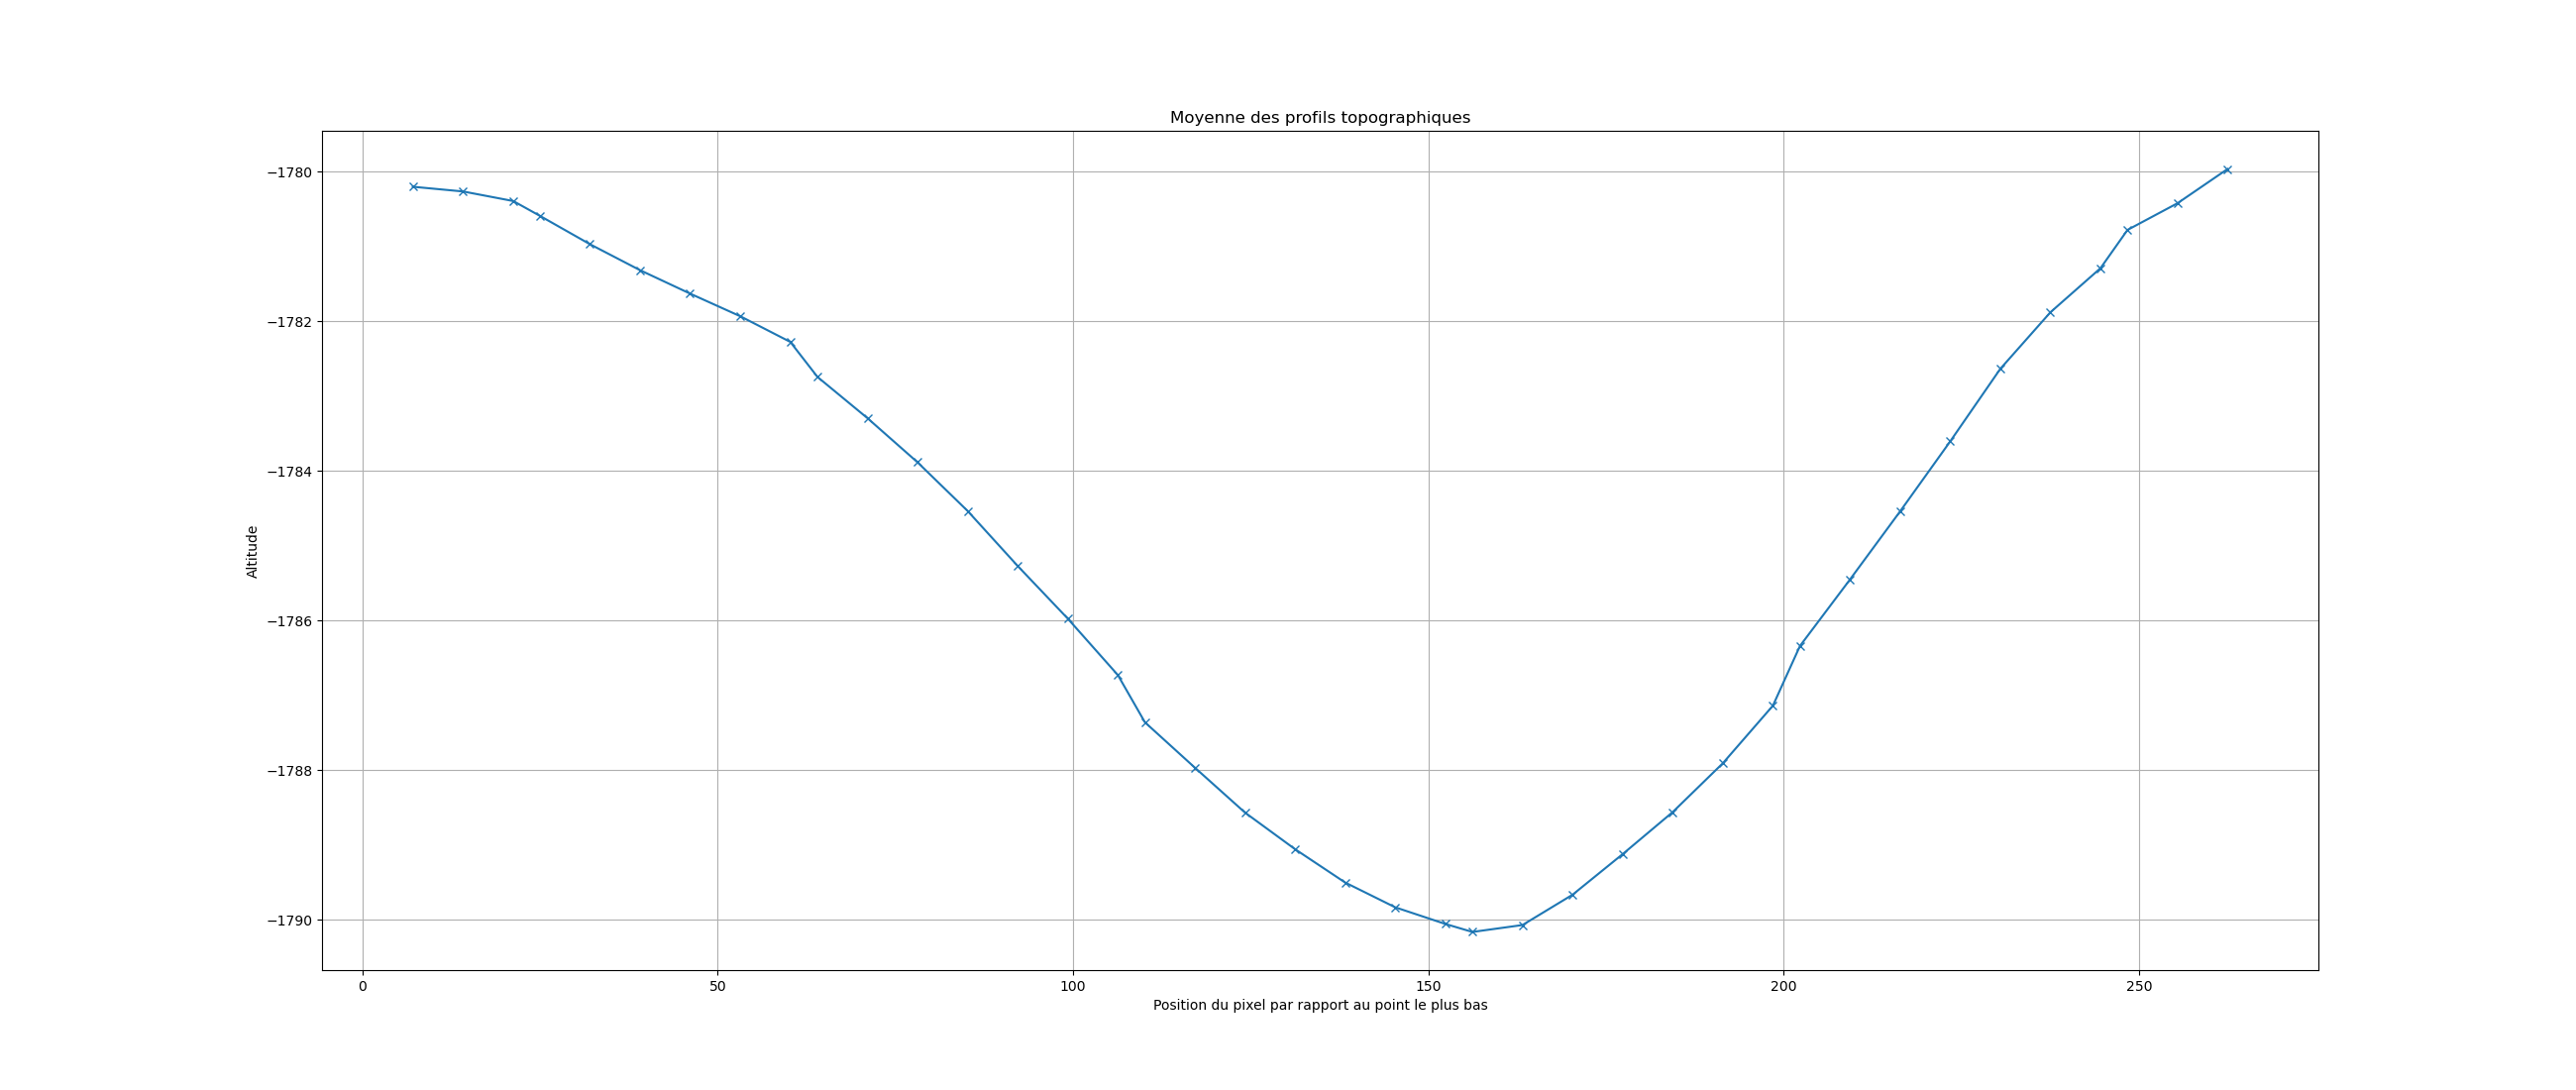 Moyenne des profils topographiques
−1780
−1782
−1784
−1786
−1788
−1790
Altitude
0 50 100 150 200 250
Position du pixel par rapport au point le plus bas